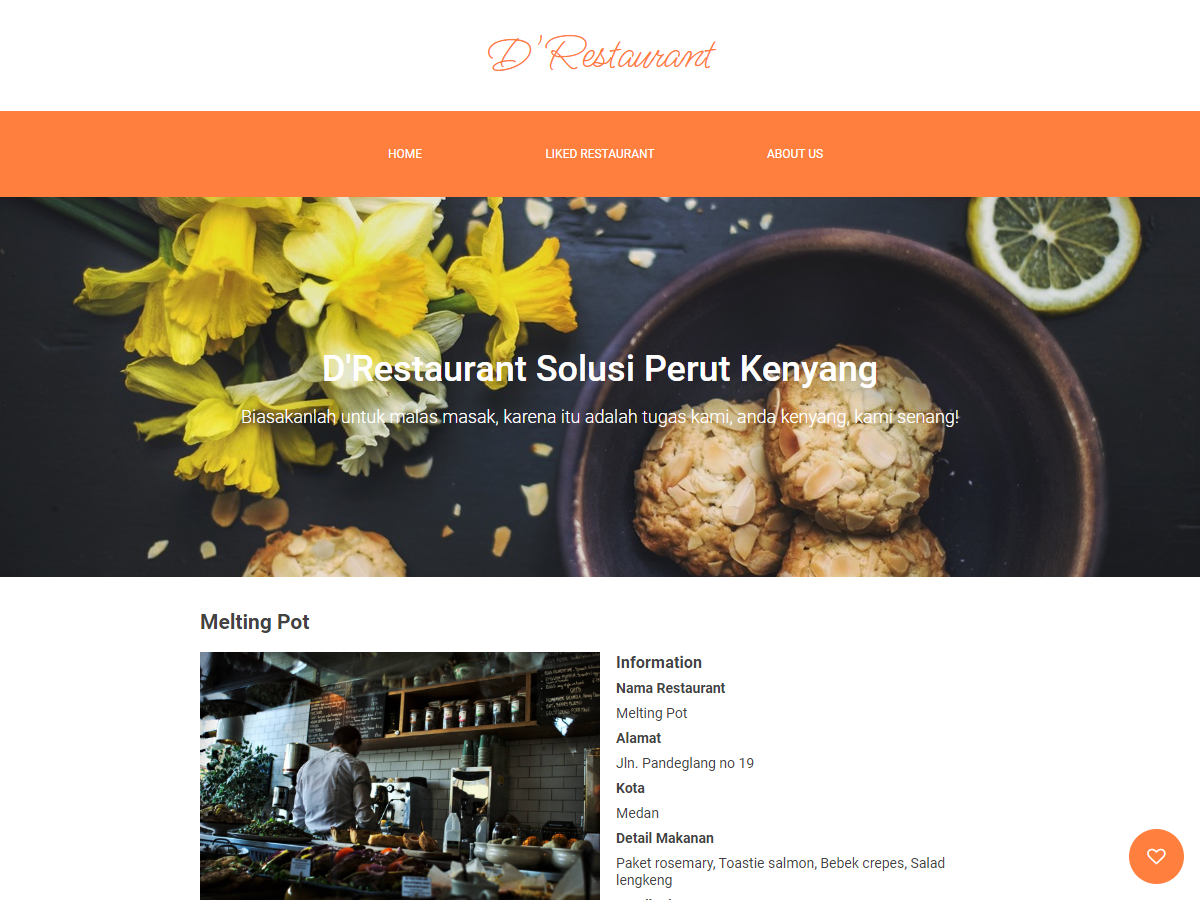 D'Restaurant
HOME
LIKED RESTAURANT
ABOUT US
D'Restaurant Solusi Perut Kenyang
Biasakanlah untuk malas masak, karena itu adalah tugas kami, anda kenyang, kami senang!
Melting Pot
Information
Nama Restaurant
Melting Pot
Alamat
Jln. Pandeglang no 19
Kota
Medan
Detail Makanan
Paket rosemary, Toastie salmon, Bebek crepes, Salad
lengkeng